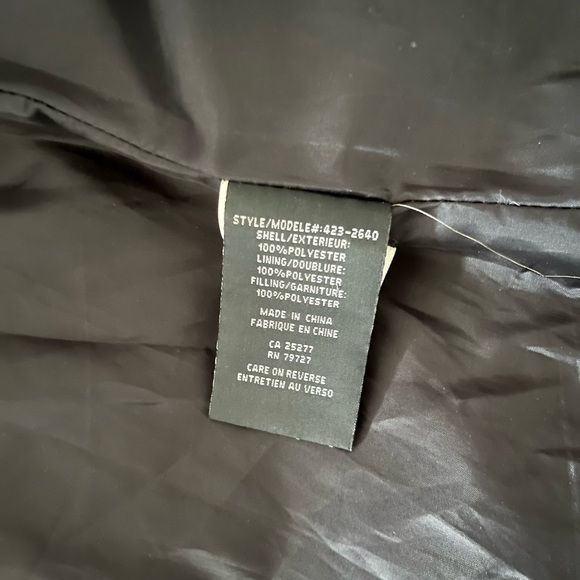 STYLE/MODELE#:423-2640
SHELL/EXTERIEUR:
100%POLYESTER
LINING/DOUBLURE:
100%POLYESTER
FILLING/GARNITURE:
100%POLYESTER
MADE IN CHINA
FABRIQUE EN CHINE
CA 25277
RN 79727
CARE ON REVERSE
ENTRETIEN AU VERSO